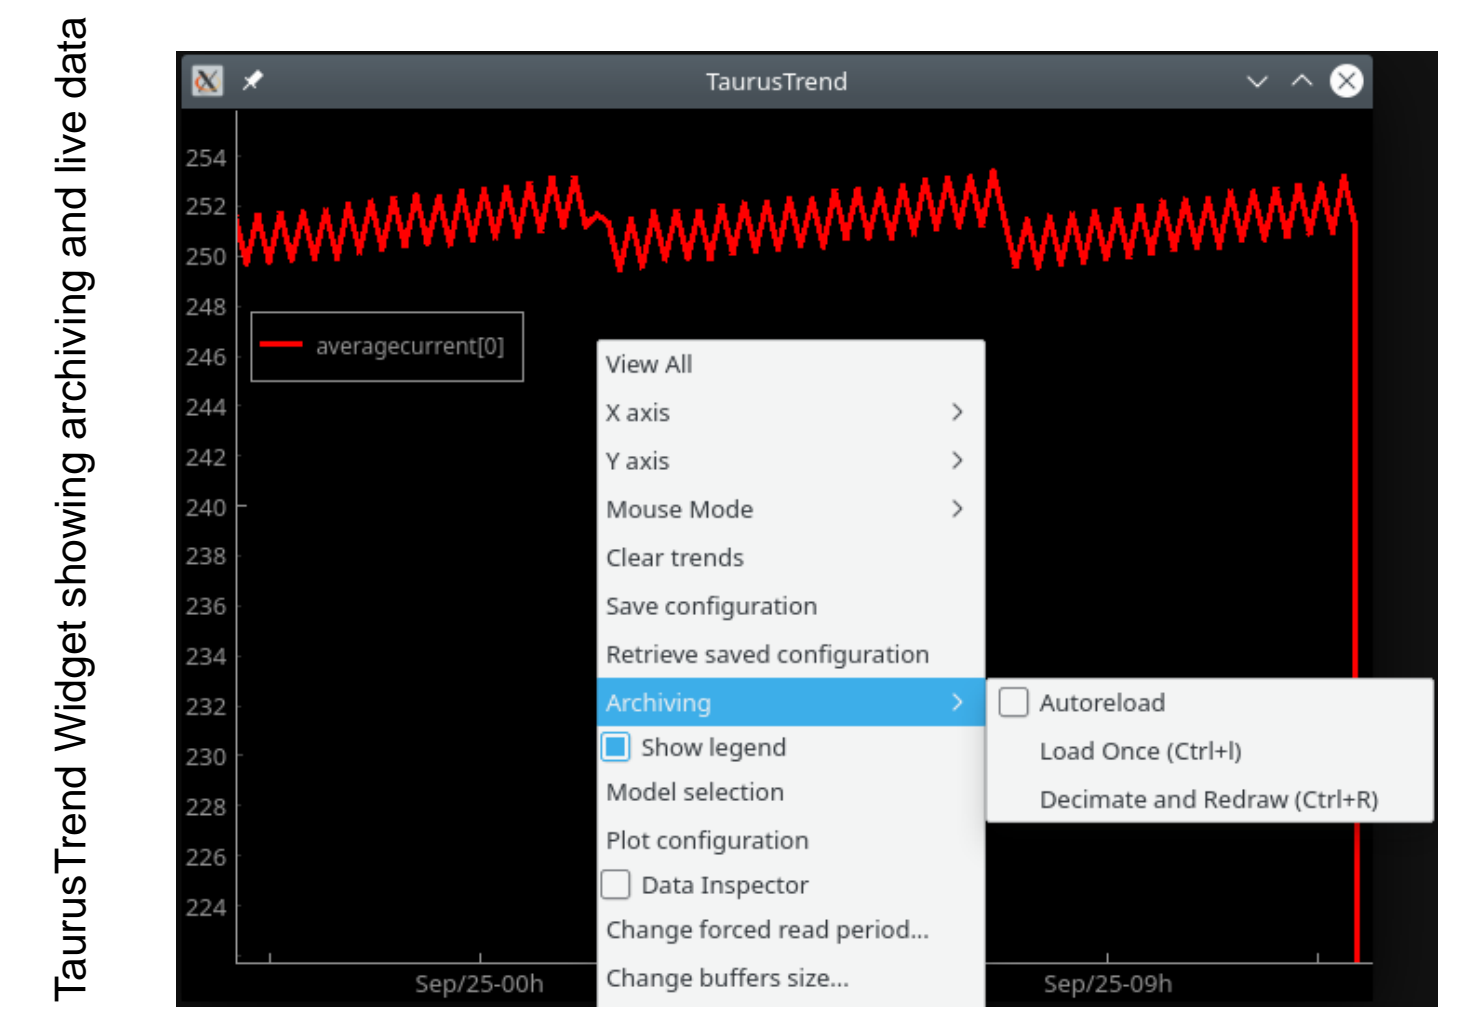 TaurusTrend Widget showing archiving and live data
TaurusTrend
254
252
250
248
246
244
242
240
238
236
234
232
230
228
226
224
averagecurrent[0]
View All
X axis
Y axis
Mouse Mode
Clear trends
Save configuration
Retrieve saved configuration
Archiving
Show legend
Model selection
Plot configuration
Data Inspector
Change forced read period...
Change buffers size...
Autoreload
Load Once (Ctrl+l)
Decimate and Redraw (Ctrl+R)
Sep/25-00h
Sep/25-09h